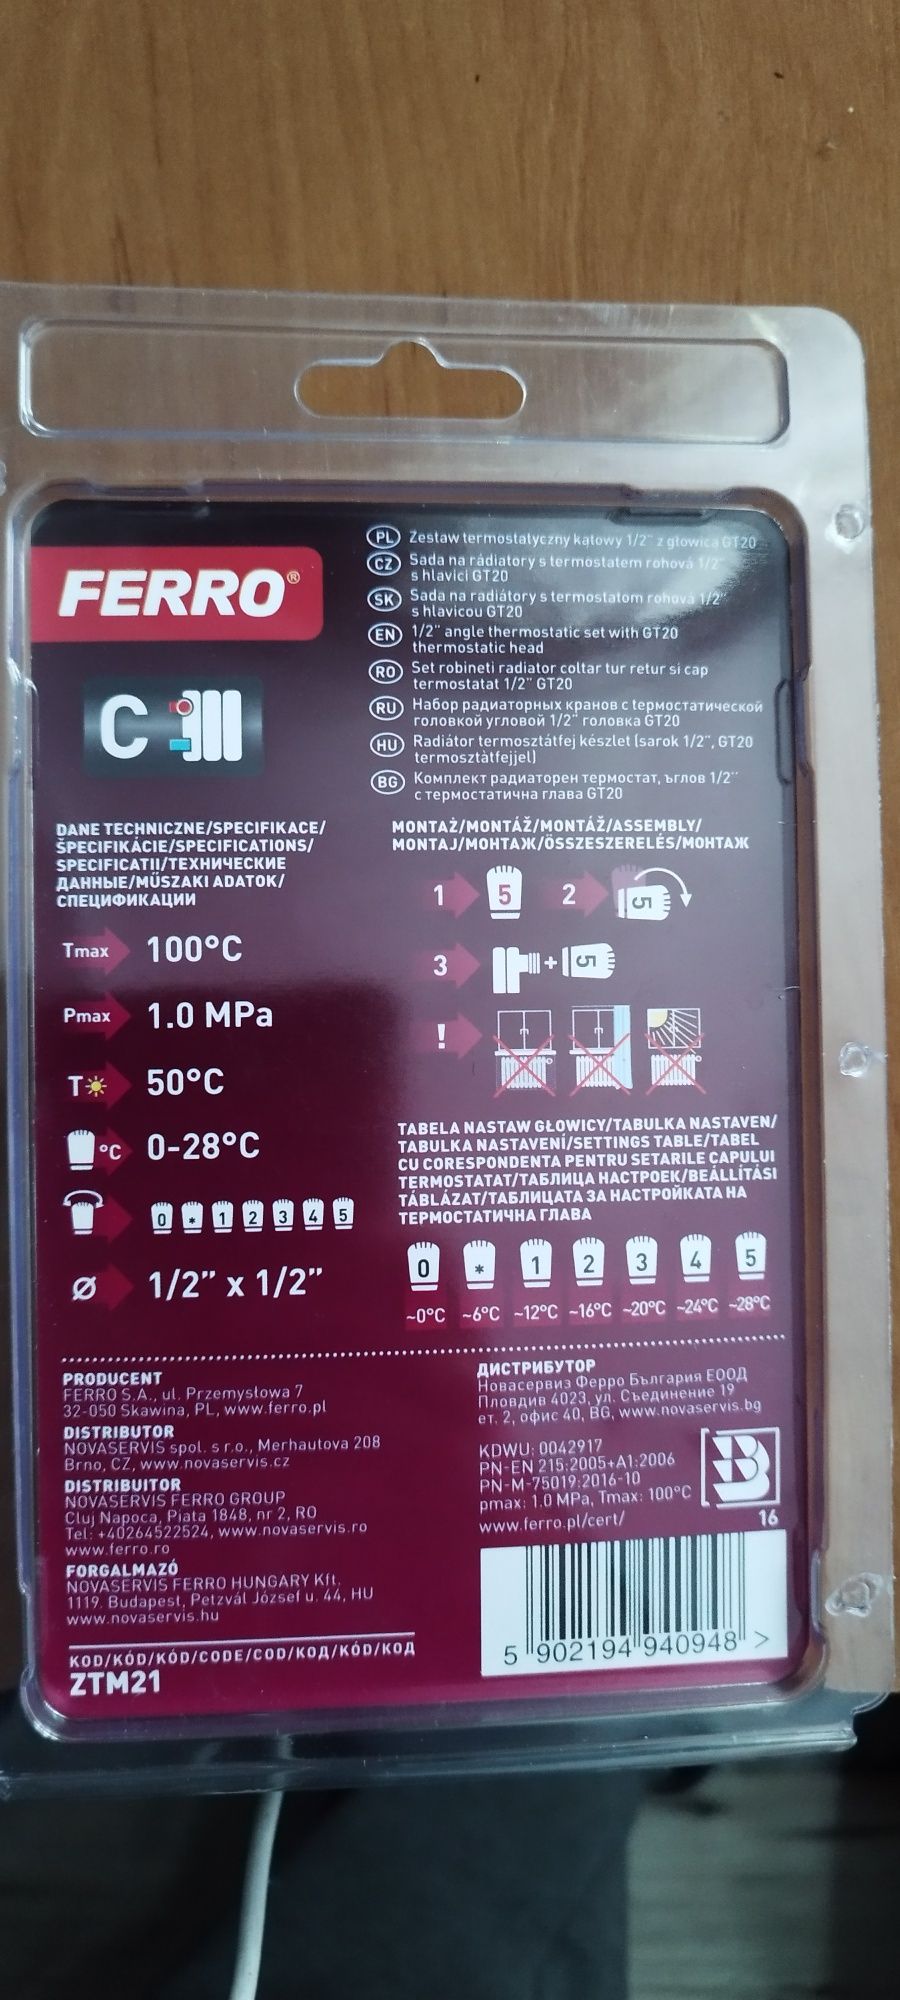 FERRO®
PL Zestaw termostatyczny kątowy 1/2" z głowicą GT20
CZ Sada na rádiatory s termostatem rohová 1/2"
s hlavicí GT20
SK Sada na radiátory s termostatom rohová 1/2"
s hlavicou GT20
EN 1/2" angle thermostatic set with GT20
thermostatic head
RO Set robineti radiator coltar tur retur si cap
termostatat 1/2" GT20
RU Набор радиаторных кранов с термостатической
головкой угловой 1/2" головка GT20
HU Radiátor termosztátfej készlet (sarok 1/2", GT20
termosztátfejjel)
BG Комплект радиаторен термостат, ъглов 1/2"
с термостатична глава GT20
C
DANE TECHNICZNE/SPECIFIKACE/
ŠPECIFIKÁCIE/SPECIFICATIONS/
SPECIFICATII/ТЕХНИЧЕСКИЕ
ДАННЫЕ/MŰSZAKI ADATOK/
СПЕЦИФИКАЦИИ
Tmax 100°C
Pmax 1.0 MPa
T 50°C
°C 0-28°C
0 * 1 2 3 4 5
Ø 1/2" x 1/2"
MONTAŻ/MONTÁŽ/MONTÁŽ/ASSEMBLY/
MONTAJ/МОНТАЖ/ÖSSZESZERELÉS/МОНТАЖ
1 5 2 5
3 + 5
!
TABELA NASTAW GŁOWICY/TABULKA NASTAVEN/
TABULKA NASTAVENÍ/SETTINGS TABLE/TABEL
CU CORESPONDENTA PENTRU SETARILE CAPULUI
TERMOSTATAT/ТАБЛИЦА НАСТРОЕК/BEÁLLÍTÁSI
TÁBLÁZAT/ТАБЛИЦАТА ЗА НАСТРОЙКАТА НА
ТЕРМОСТАТИЧНА ГЛАВА
0 * 1 2 3 4 5
~0°C ~6°C ~12°C ~16°C ~20°C ~24°C ~28°C
PRODUCENT
FERRO S.A., ul. Przemysłowa 7
32-050 Skawina, PL, www.ferro.pl
DISTRIBUTOR
NOVASERVIS spol. s r.o., Merhautova 208
Brno, CZ, www.novaservis.cz
DISTRIBUITOR
NOVASERVIS FERRO GROUP
Cluj Napoca, Piata 1848, nr 2, RO
Tel: +40264522524, www.novaservis.ro
www.ferro.ro
FORGALMAZÓ
NOVASERVIS FERRO HUNGARY Kft.
1119. Budapest, Petzvál József u. 44, HU
www.novaservis.hu
KOD/KÓD/KÓD/CODE/COD/КОД/KÓD/КОД
ZTM21
ДИСТРИБУТОР
Новасервиз Ферро България ЕООД
Пловдив 4023, ул. Съединение 19
ет. 2, офис 40, BG, www.novaservis.bg
KDWU: 0042917
PN-EN 215:2005+A1:2006
PN-M-75019:2016-10
pmax: 1.0 MPa, Tmax: 100°C
www.ferro.pl/cert/
B
16
5 902194 940948 >